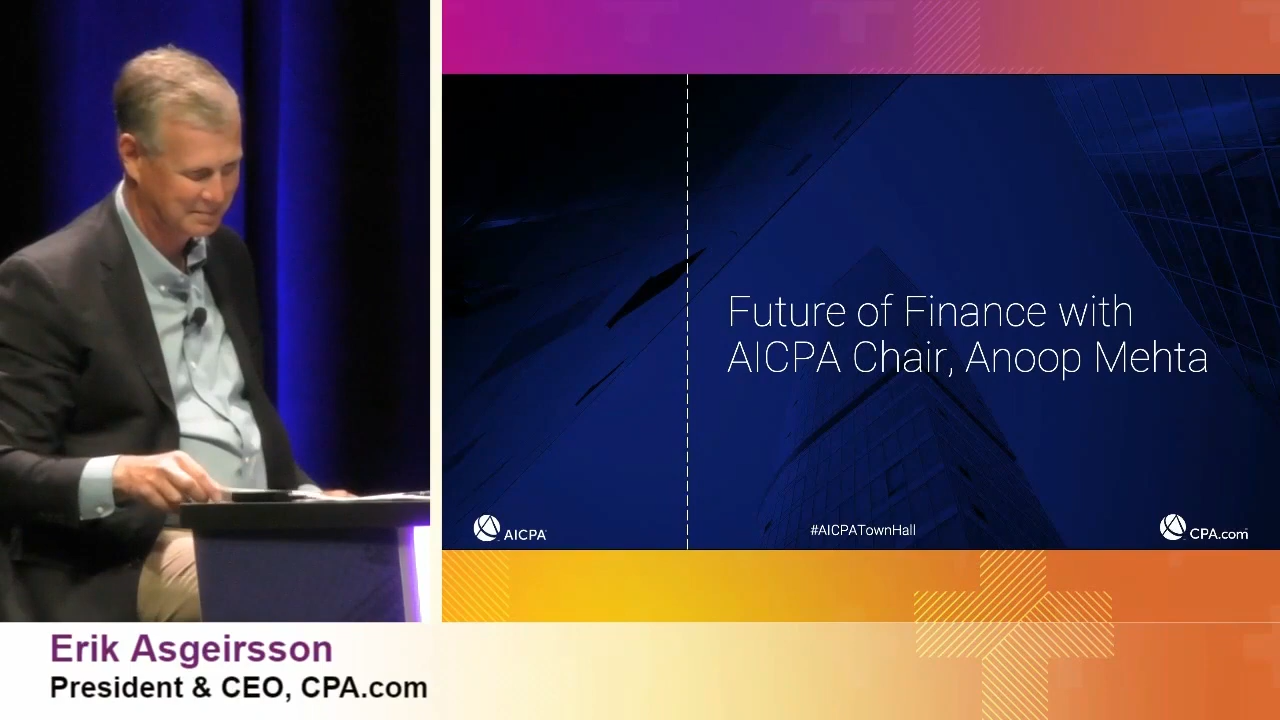 Future of Finance with
AICPA Chair, Anoop Mehta
AICPA
#AICPATownHall
CPA.com
Erik Asgeirsson
President & CEO, CPA.com